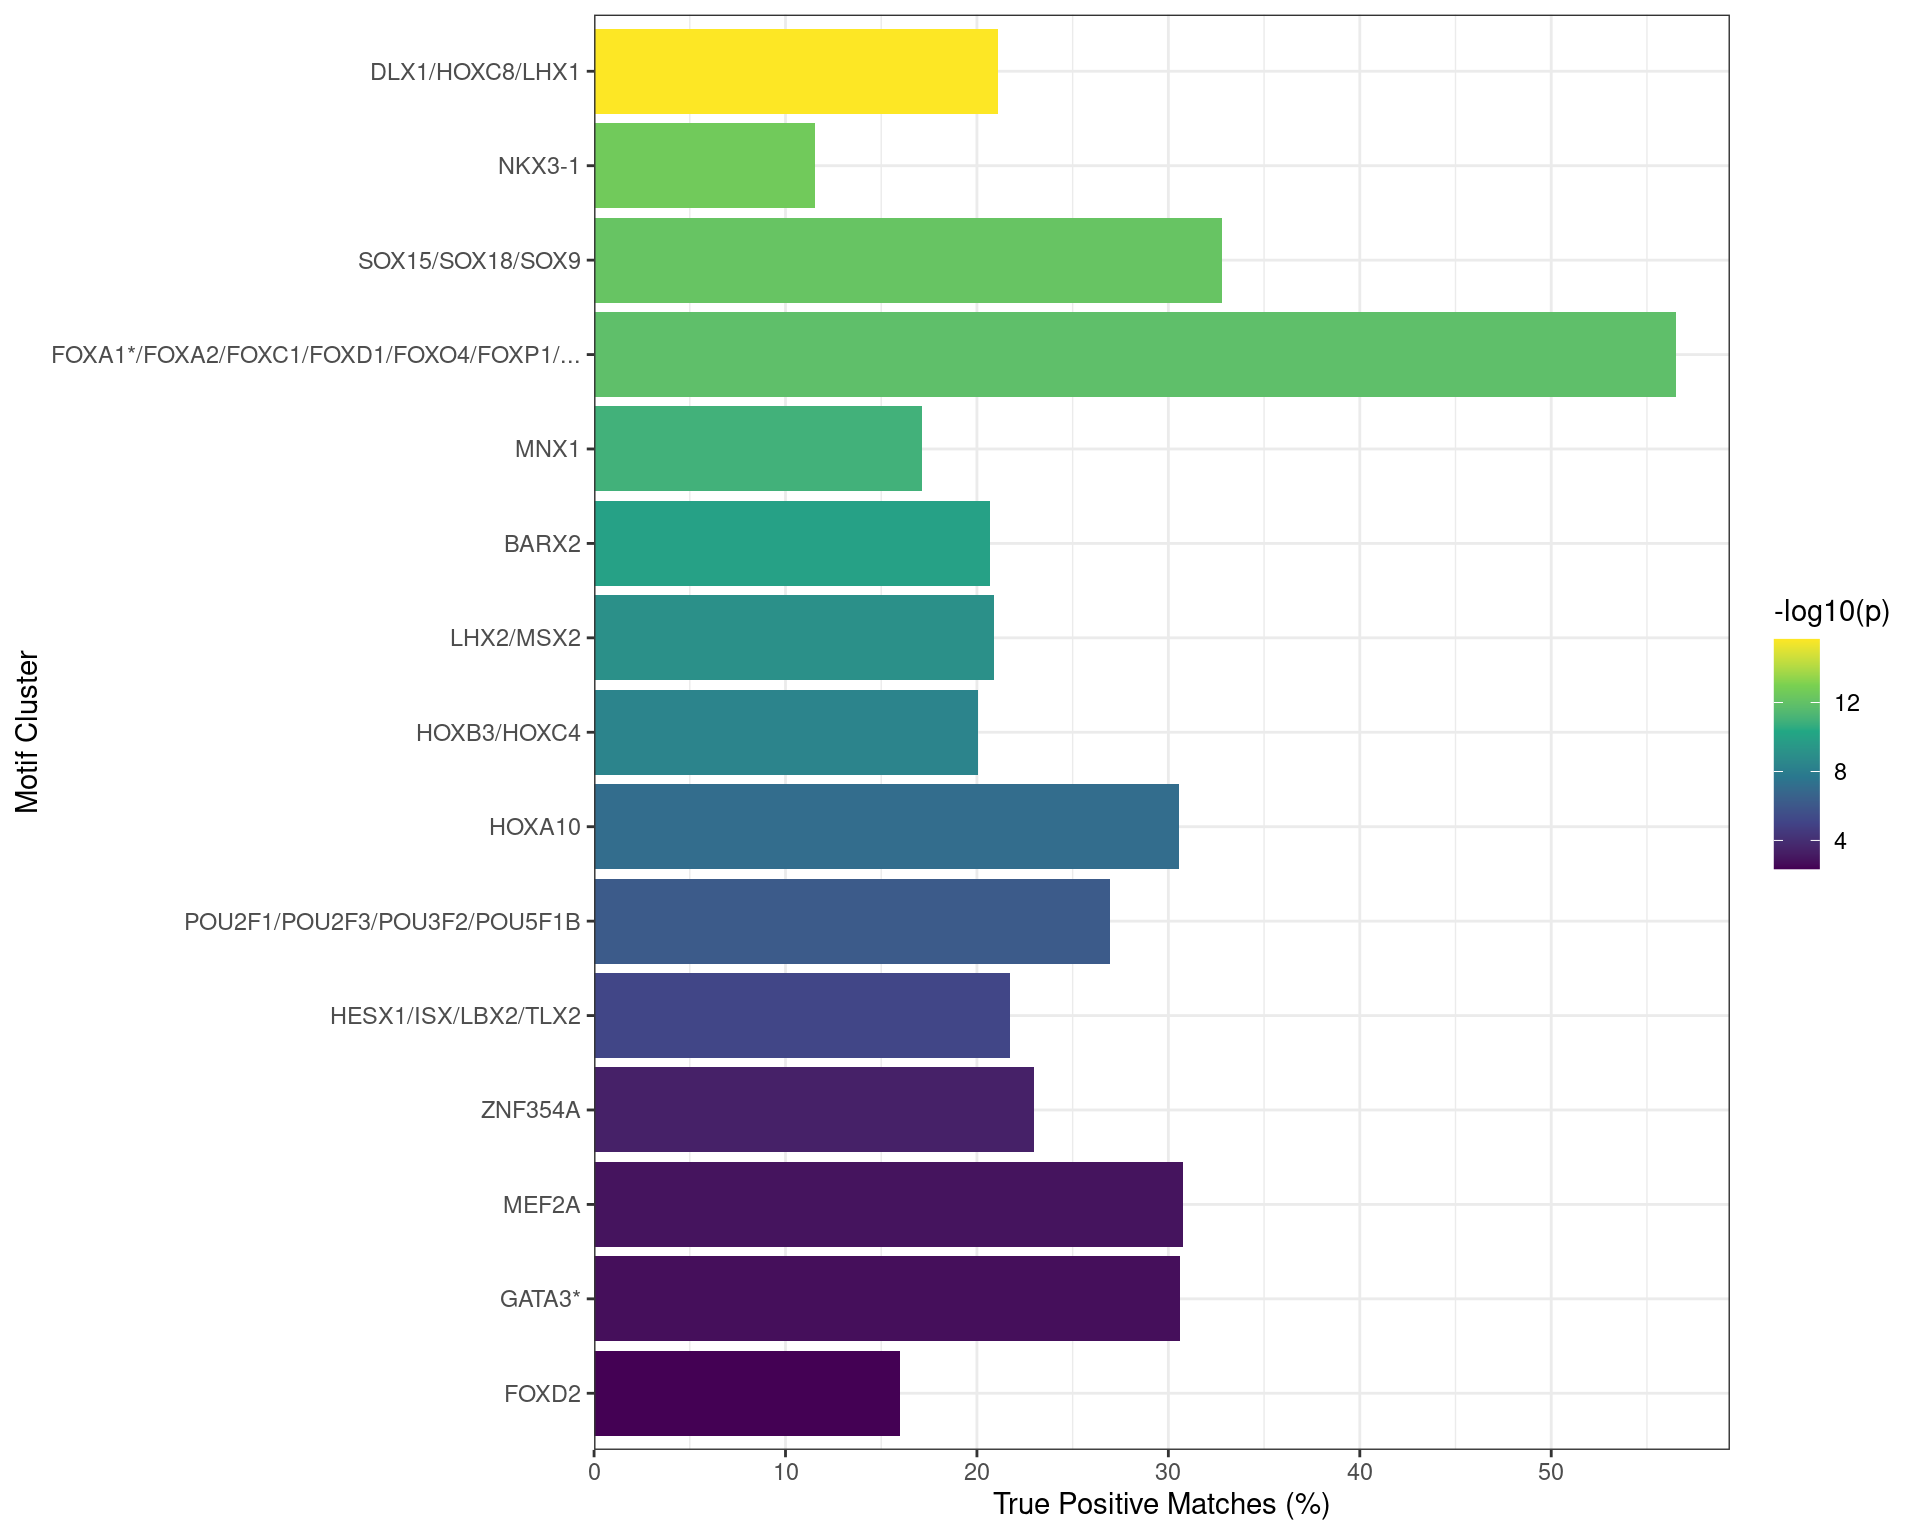 DLX1/HOXC8/LHX1
NKX3-1
SOX15/SOX18/SOX9
FOXA1*/FOXA2/FOXC1/FOXD1/FOXO4/FOXP1/...
MNX1
BARX2
LHX2/MSX2
HOXB3/HOXC4
HOXA10
POU2F1/POU2F3/POU3F2/POU5F1B
HESX1/ISX/LBX2/TLX2
ZNF354A
MEF2A
GATA3*
FOXD2
Motif Cluster
0 10 20 30 40 50
True Positive Matches (%)
-log10(p)
12
8
4